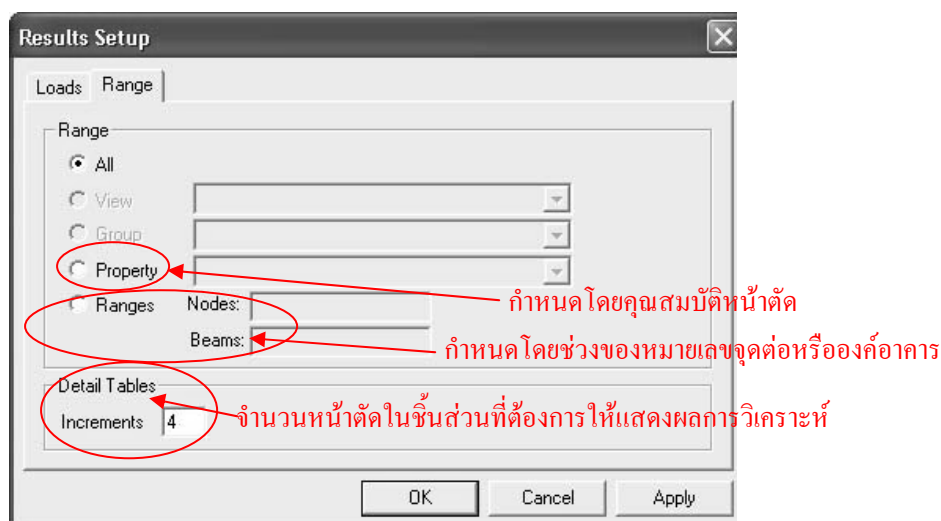 Results Setup
Loads Range
Range
All
View
Group
Property
Ranges Nodes:
กำหนดโดยคุณสมบัติหน้าตัด
Beams:
กำหนดโดยช่วงของหมายเลขจุดต่อหรือองค์อาคาร
Detail Tables
Increments 4
จำนวนหน้าตัดในชิ้นส่วนที่ต้องการให้แสดงผลการวิเคราะห์
OK Cancel Apply